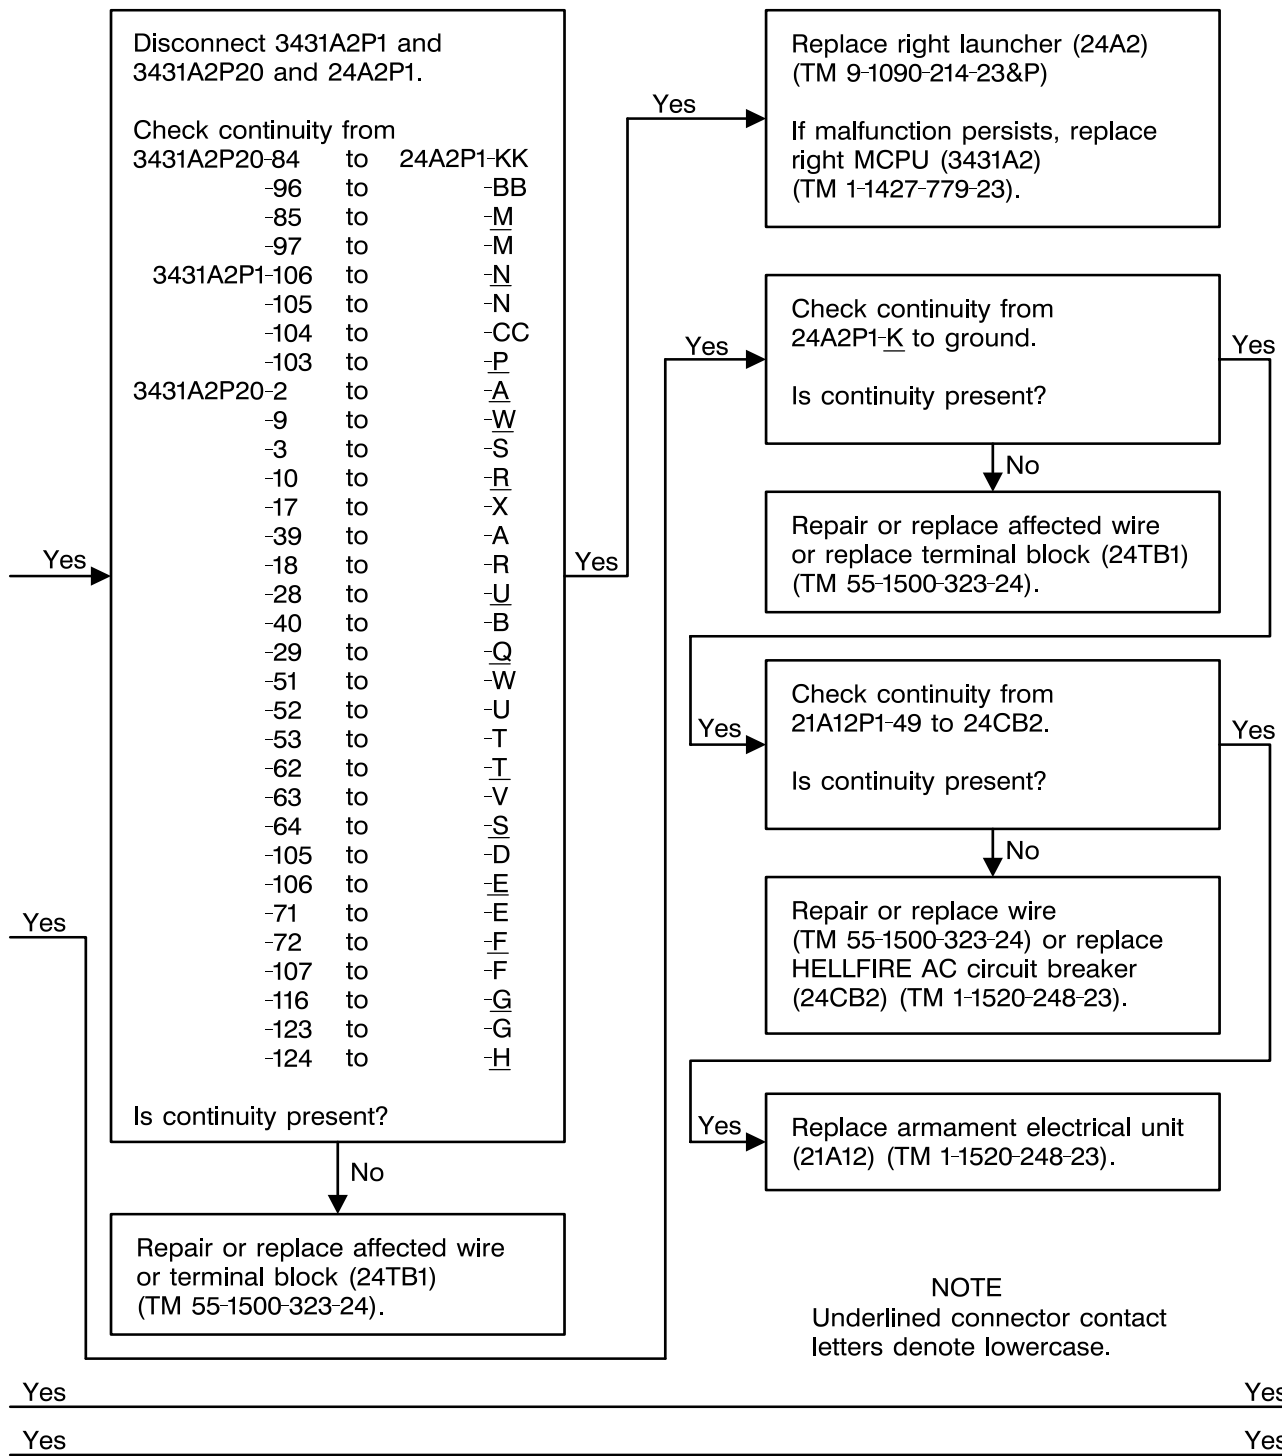 Disconnect 3431A2P1 and
3431A2P20 and 24A2P1.
Check continuity from
3431A2P20-84 to 24A2P1-KK
-96 to -BB
-85 to -M
-97 to -M
3431A2P1-106 to -N
-105 to -N
-104 to -CC
-103 to -P
3431A2P20-2 to -A
-9 to -W
-3 to -S
-10 to -R
-17 to -X
-39 to -A
-18 to -R
-28 to -U
-40 to -B
-29 to -Q
-51 to -W
-52 to -U
-53 to -T
-62 to -T
-63 to -V
-64 to -S
-105 to -D
-106 to -E
-71 to -E
-72 to -F
-107 to -F
-116 to -G
-123 to -G
-124 to -H
Is continuity present?
Yes
Yes
No
Repair or replace affected wire
or terminal block (24TB1)
(TM 55-1500-323-24).
Yes
Yes
Replace right launcher (24A2)
(TM 9-1090-214-23&P)
If malfunction persists, replace
right MCPU (3431A2)
(TM 1-1427-779-23).
Yes
Check continuity from
24A2P1-K to ground.
Is continuity present?
Yes
No
Repair or replace affected wire
or replace terminal block (24TB1)
(TM 55-1500-323-24).
Yes
Check continuity from
21A12P1-49 to 24CB2.
Is continuity present?
Yes
No
Repair or replace wire
(TM 55-1500-323-24) or replace
HELLFIRE AC circuit breaker
(24CB2) (TM 1-1520-248-23).
Yes
Replace armament electrical unit
(21A12) (TM 1-1520-248-23).
NOTE
Underlined connector contact
letters denote lowercase.
Yes Yes
Yes Yes